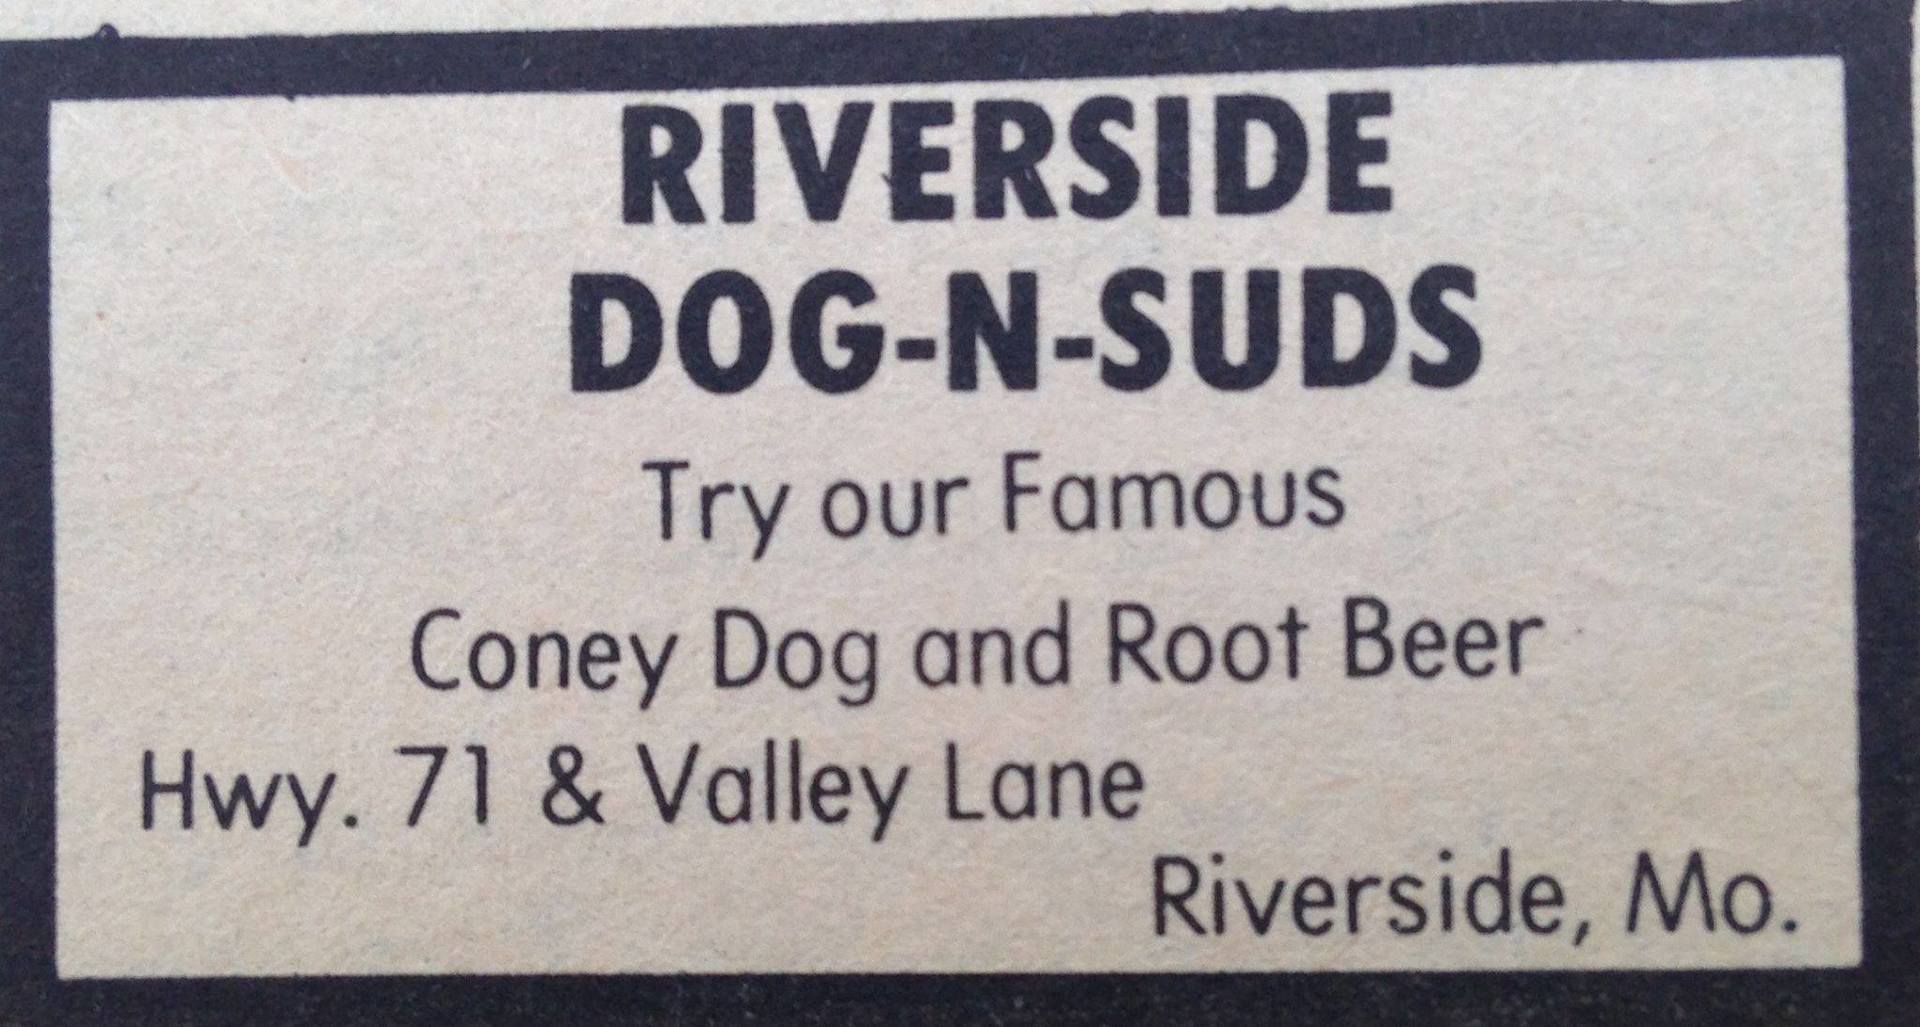 RIVERSIDE
DOG-N-SUDS
Try our Famous
Coney Dog and Root Beer
Hwy. 71 & Valley Lane
Riverside, Mo.